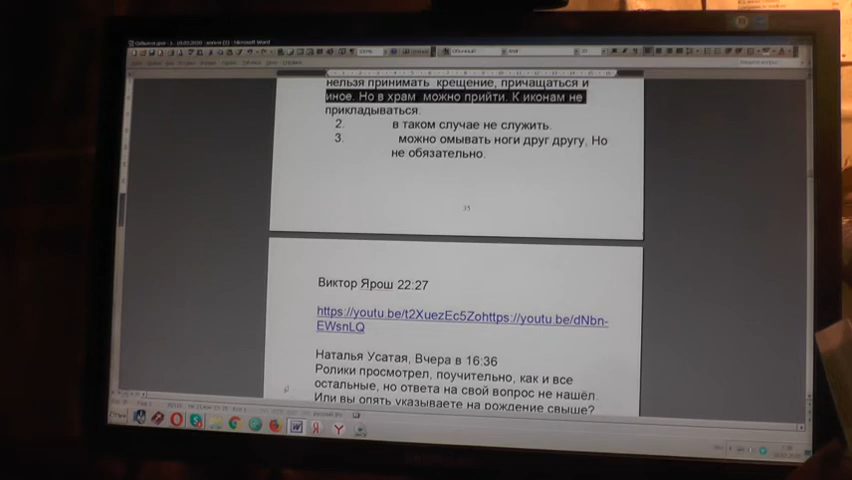 нельзя принимать крещение, причащаться и
иное. Но в храм можно прийти. К иконам не
прикладываться.
2. в таком случае не служить.
3. можно омывать ноги друг другу. Но
не обязательно.
35
Виктор Ярош 22:27
https://youtu.be/t2XuezEc5Zohttps://youtu.be/dNbn-
EWsnLQ
Наталья Усатая, Вчера в 16:36
Ролики просмотрел, поучительно, как и все
остальные, но ответа на свой вопрос не нашёл.
Или вы опять указываете на рождение свыше?